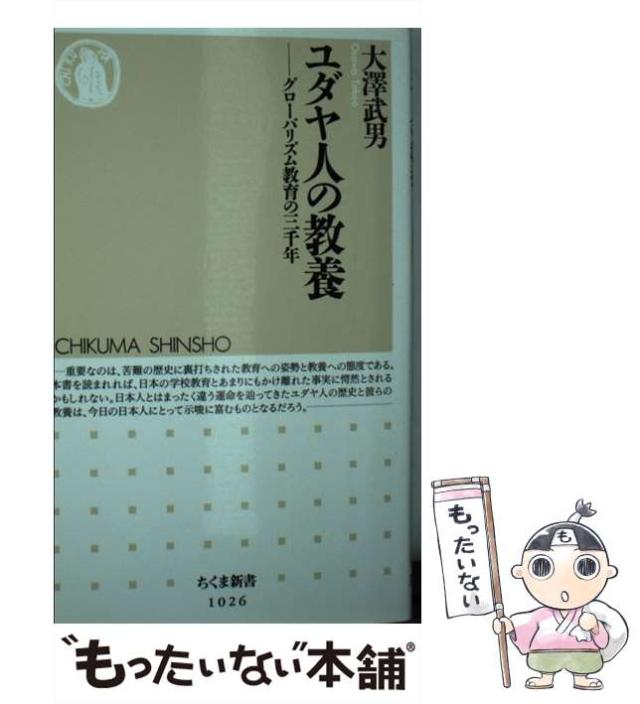 大澤武男
ユダヤ人の教養
――グローバリズム教育の三千年
CHIKUMA SHINSHO
―重要なのは、苦難の歴史に裏打ちされた教育への姿勢と教養への態度である。
本書を読まれれば、日本の学校教育とあまりにもかけ離れた事実に愕然とされる
かもしれない。日本人とはまったく違う運命を辿ってきたユダヤ人の歴史と彼らの
教養は、今日の日本人にとって示唆に富むものとなるだろう。
ちくま新書
1026
“もったいない”本舗®
もったいない
も